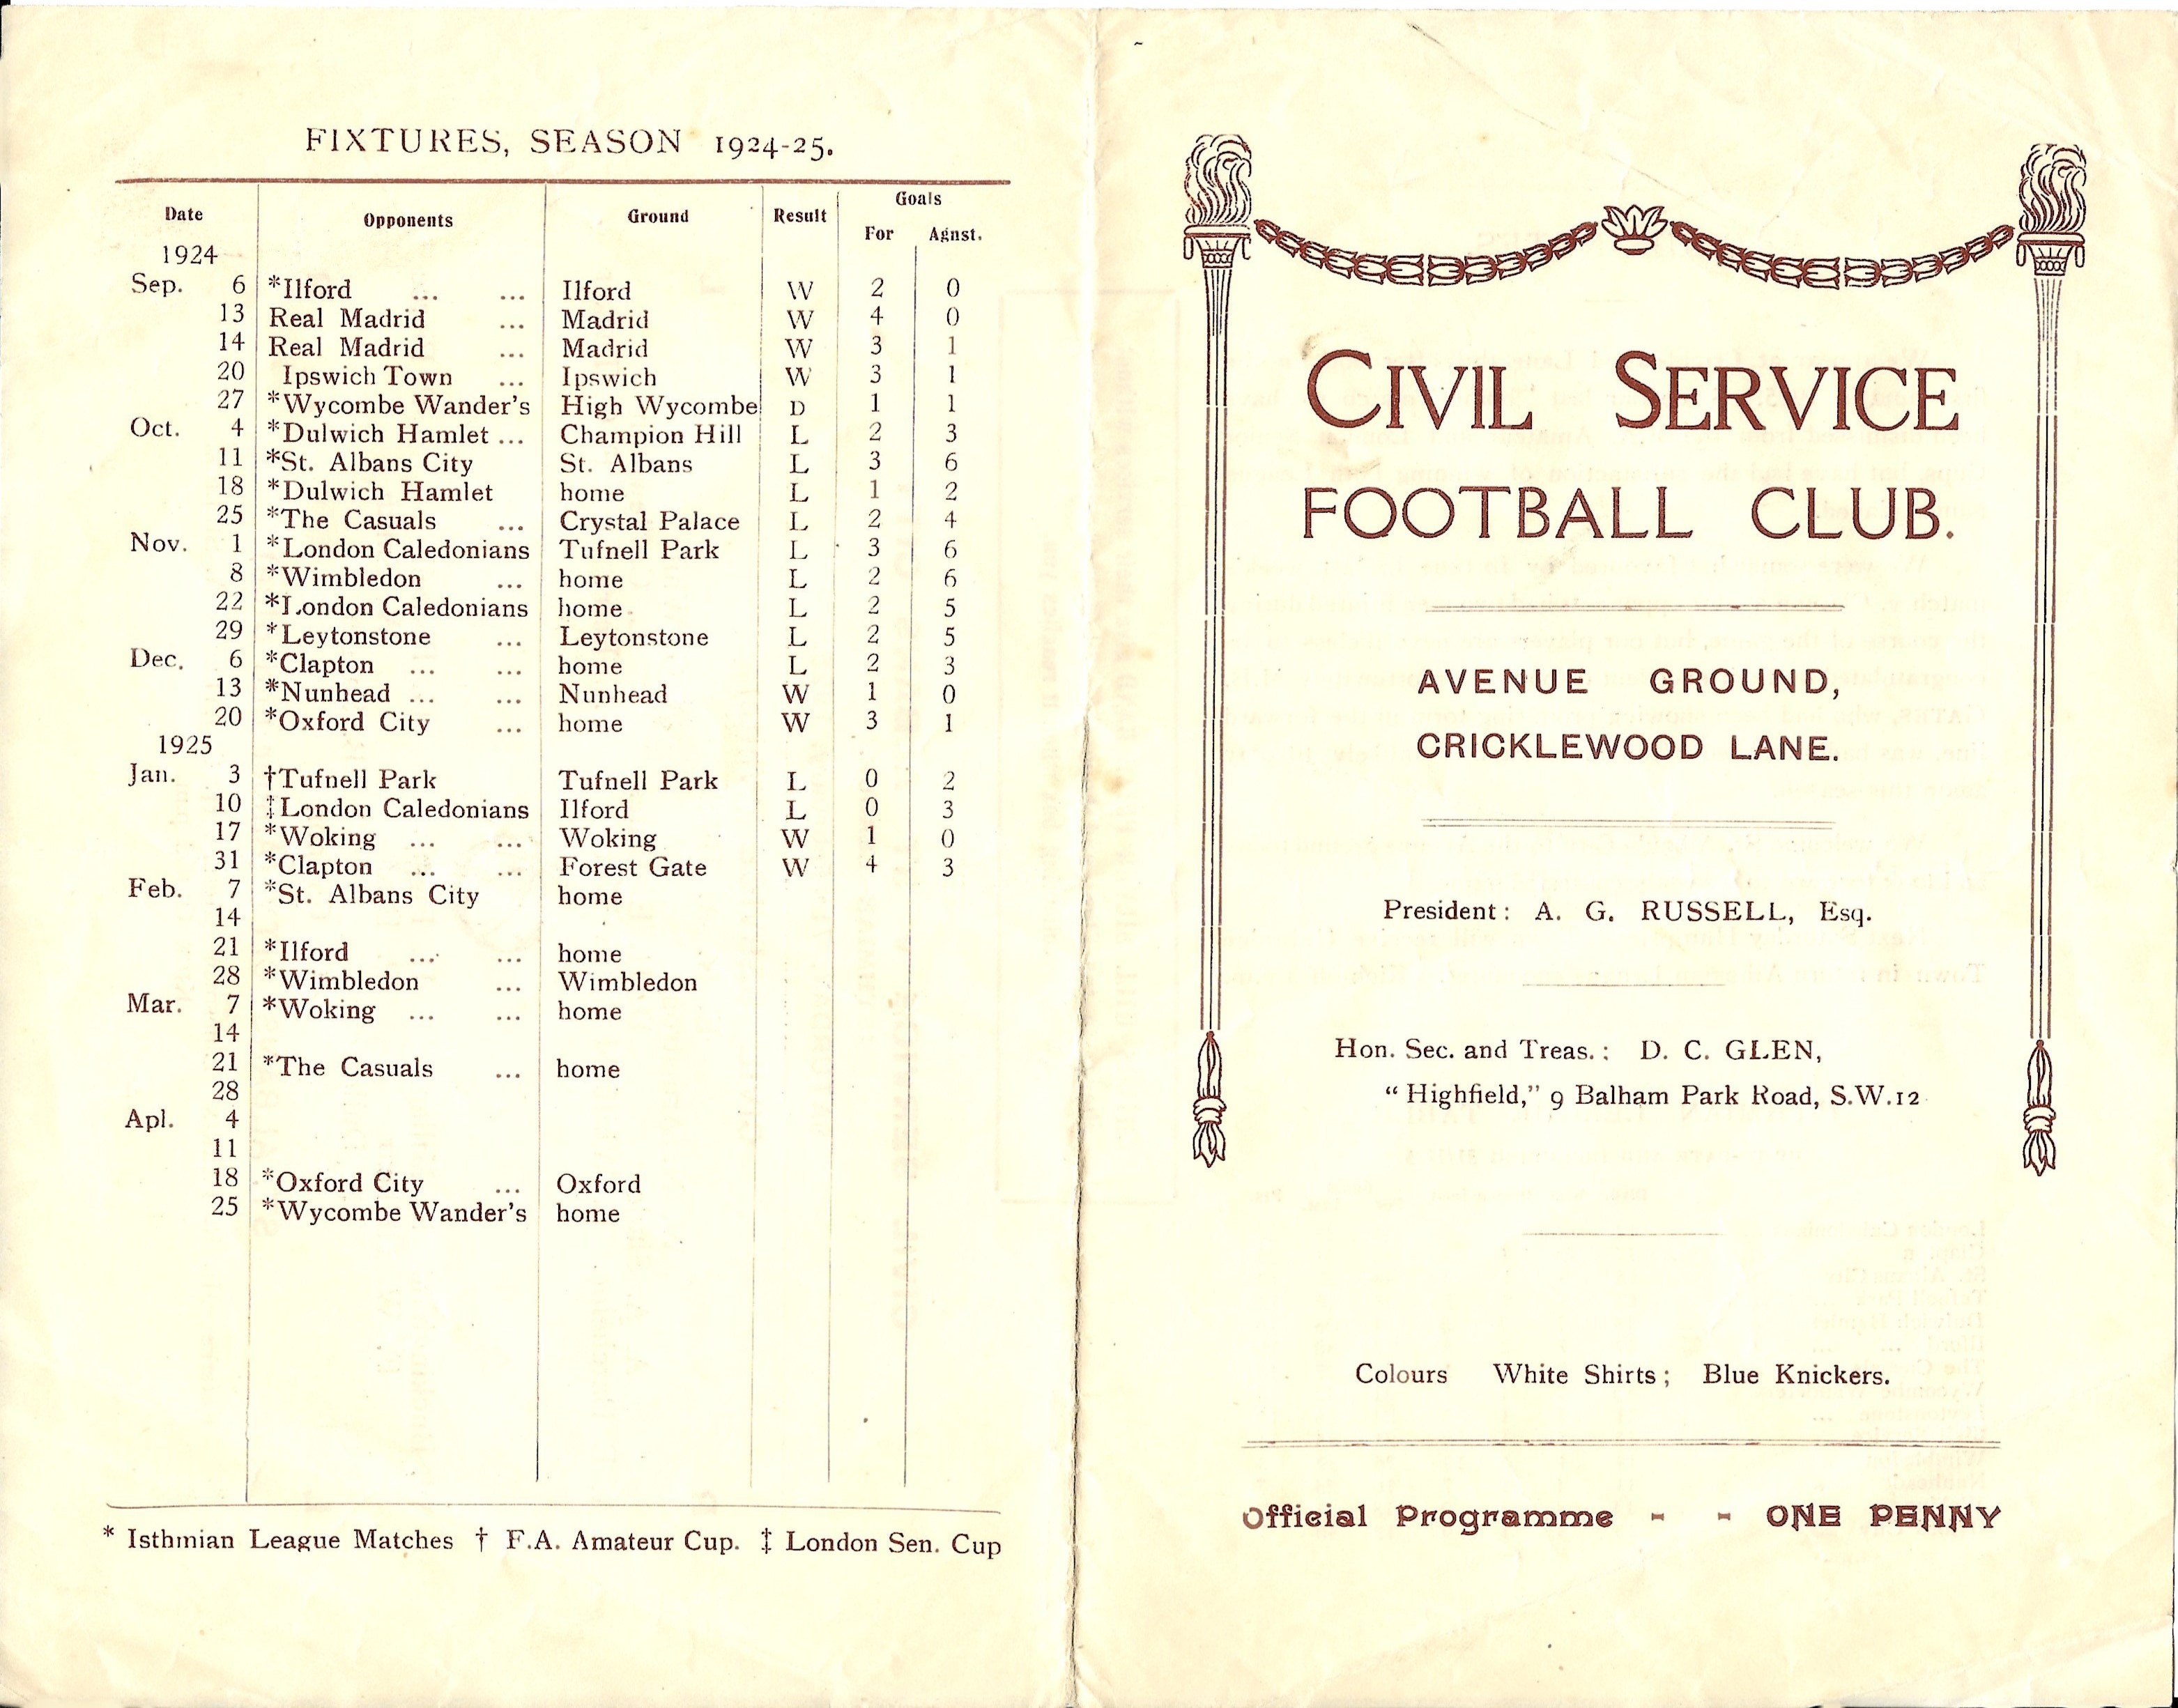 FIXTURES, SEASON 1924-25.
Date Opponents Ground Result Goals
For Agnst.
1924
Sep. 6 *Ilford ... ... Ilford W 2 0
13 Real Madrid ... Madrid W 4 0
14 Real Madrid ... Madrid W 3 1
20 Ipswich Town ... Ipswich W 3 1
27 *Wycombe Wander's High Wycombe D 1 1
Oct. 4 *Dulwich Hamlet ... Champion Hill L 2 3
11 *St. Albans City St. Albans L 3 6
18 *Dulwich Hamlet home L 1 2
25 *The Casuals ... Crystal Palace L 2 4
Nov. 1 *London Caledonians Tufnell Park L 3 6
8 *Wimbledon ... home L 2 6
22 *London Caledonians home L 2 5
29 *Leytonstone ... Leytonstone L 2 5
Dec. 6 *Clapton ... ... home L 2 3
13 *Nunhead ... ... Nunhead W 1 0
20 *Oxford City ... home W 3 1
1925
Jan. 3 †Tufnell Park Tufnell Park L 0 2
10 ‡London Caledonians Ilford L 0 3
17 *Woking ... ... Woking W 1 0
31 *Clapton ... ... Forest Gate W 4 3
Feb. 7 *St. Albans City home
14
21 *Ilford ... ... home
28 *Wimbledon ... Wimbledon
Mar. 7 *Woking ... ... home
14
21 *The Casuals ... home
28
Apl. 4
11
18 *Oxford City ... Oxford
25 *Wycombe Wander's home
* Isthmian League Matches † F.A. Amateur Cup. ‡ London Sen. Cup
CIVIL SERVICE
FOOTBALL CLUB.
AVENUE GROUND,
CRICKLEWOOD LANE.
President: A. G. RUSSELL, Esq.
Hon. Sec. and Treas.: D. C. GLEN,
"Highfield," 9 Balham Park Road, S.W.12
Colours White Shirts; Blue Knickers.
Official Programme - - ONE PENNY